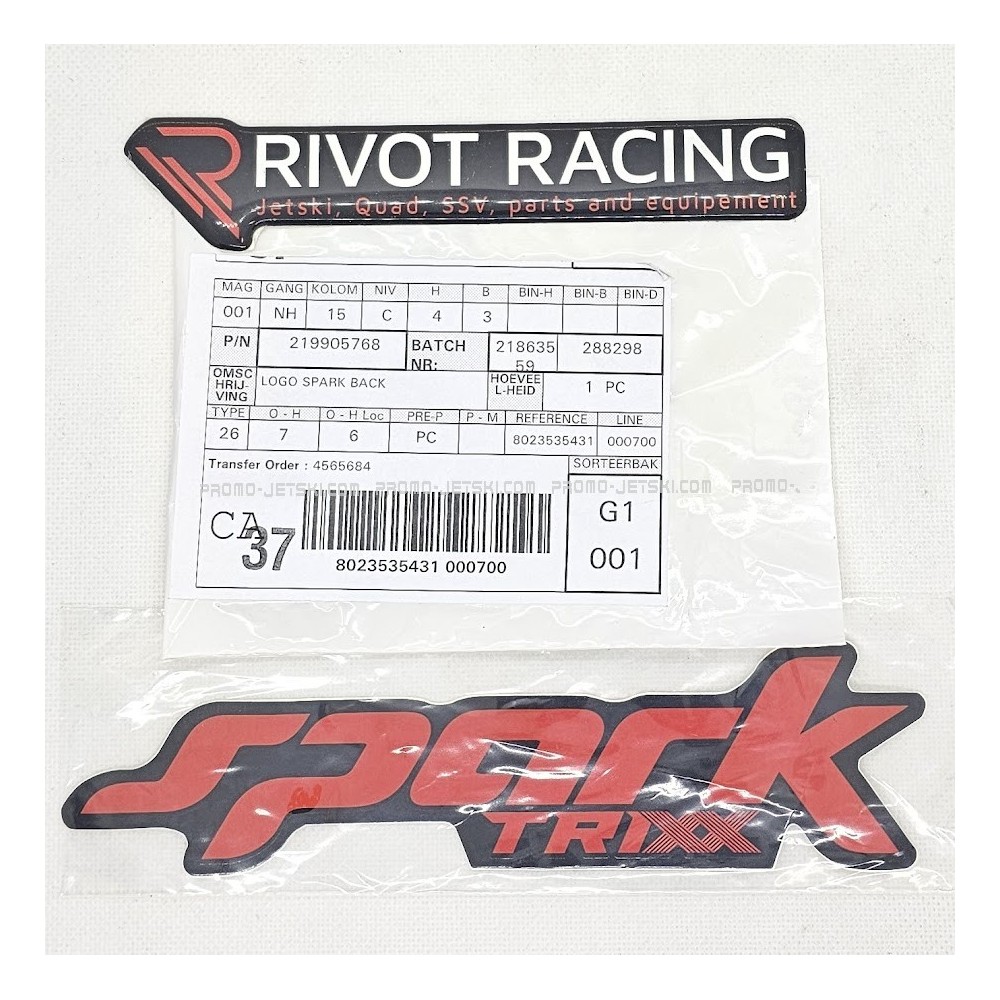 RIVOT RACING
Jetski, Quad, SSV, parts and equipement
MAG GANG KOLOM NIV H B BIN-H BIN-B BIN-D
001 NH 15 C 4 3
P/N 219905768 BATCH NR: 218635 59 288298
OMSC HRIJ- VING LOGO SPARK BACK HOEVEE L-HEID 1 PC
TYPE O - H O - H Loc PRE-P P - M REFERENCE LINE
26 7 6 PC 8023535431 000700
Transfer Order : 4565684 SORTEERBAK
PROMO-JETSKI.COM PROMO-JETSKI.COM PROMO-JETSKI.COM PROMO-
CA 37 G1
001
8023535431 000700
spark
TRIXX